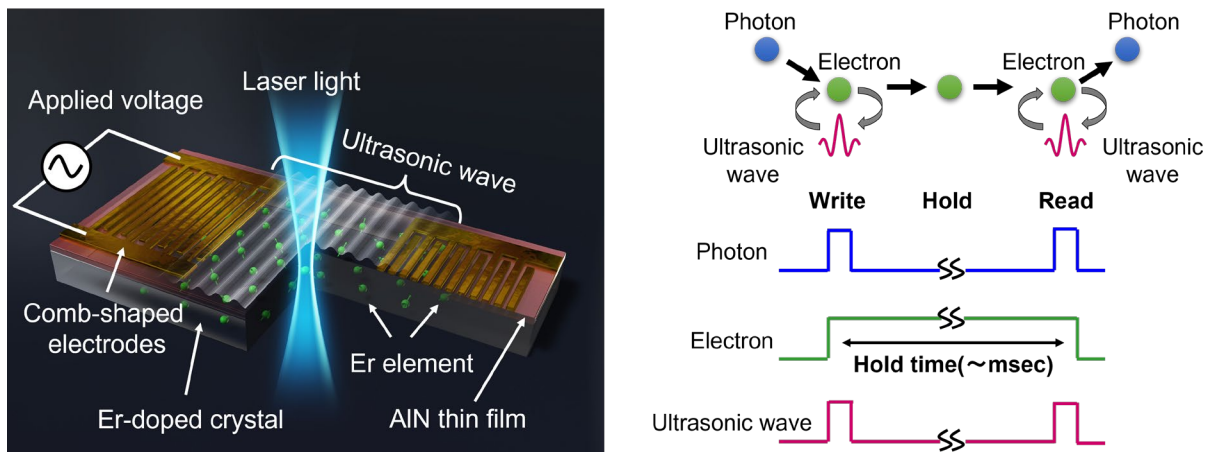 Laser light
Applied voltage
Ultrasonic wave
Comb-shaped
electrodes
Er element
Er-doped crystal
AlN thin film
Photon
Photon
Electron
Electron
Ultrasonic
wave
Ultrasonic
wave
Write
Hold
Read
Photon
Electron
Hold time(～msec)
Ultrasonic wave